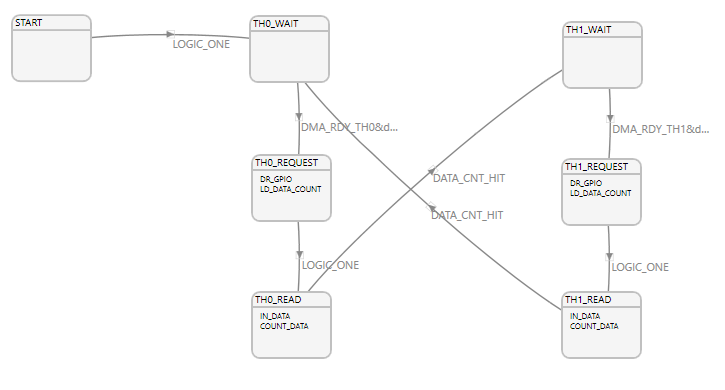 START
TH0_WAIT
TH1_WAIT
LOGIC_ONE
DMA_RDY_TH0&d...
DMA_RDY_TH1&d...
TH0_REQUEST
DR_GPIO
LD_DATA_COUNT
TH1_REQUEST
DR_GPIO
LD_DATA_COUNT
DATA_CNT_HIT
DATA_CNT_HIT
LOGIC_ONE
LOGIC_ONE
TH0_READ
IN_DATA
COUNT_DATA
TH1_READ
IN_DATA
COUNT_DATA